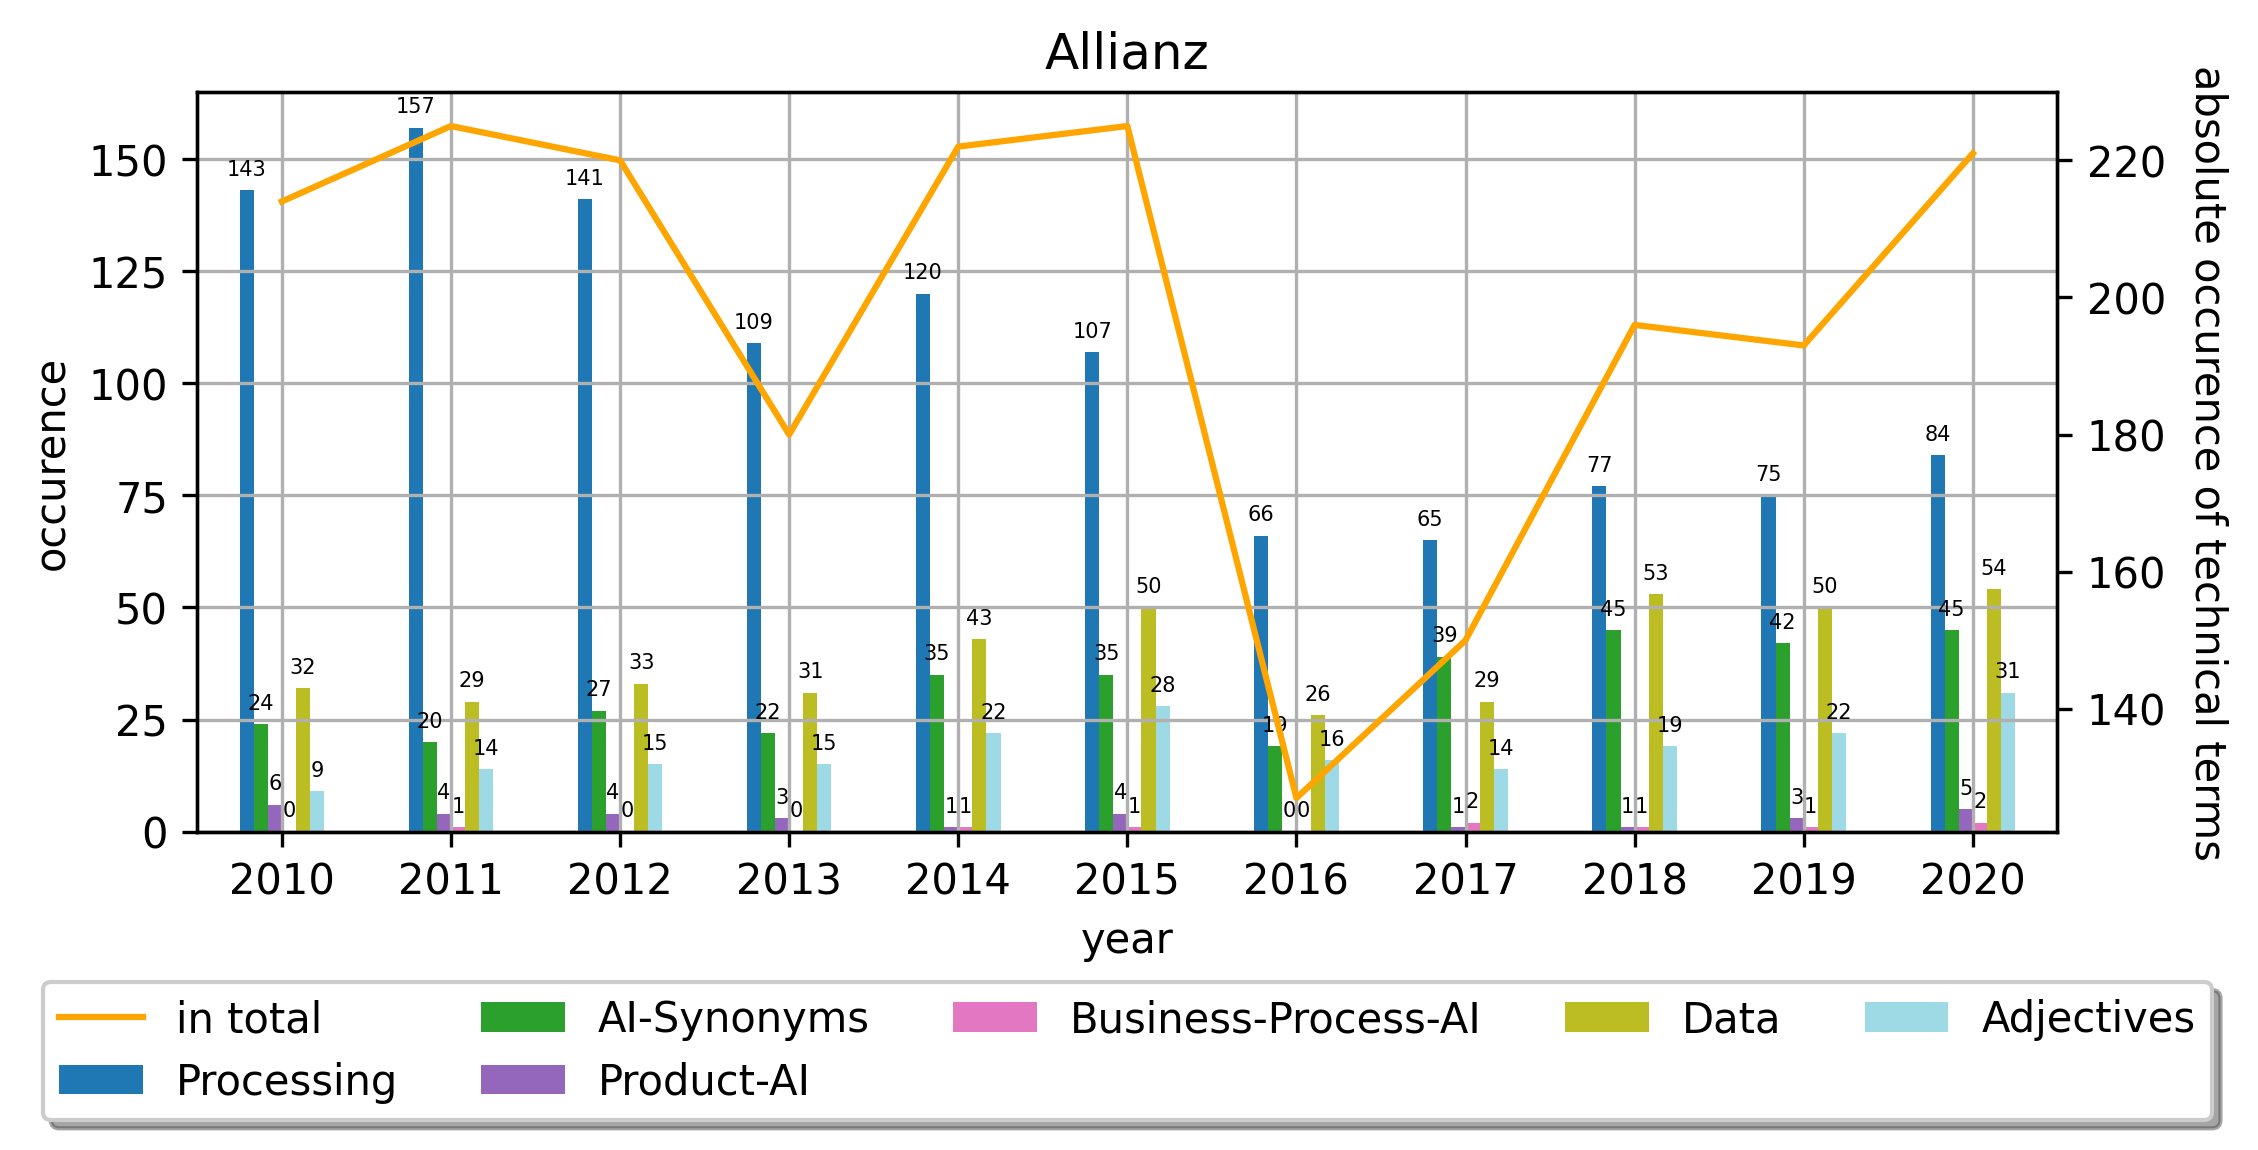 Allianz
occurence
absolute occurence of technical terms
150
125
100
75
50
25
0
220
200
180
160
140
143 24 6 0 32 9
157 20 4 1 29 14
141 27 4 0 33 15
109 22 3 0 31 15
120 35 1 1 43 22
107 35 4 1 50 28
66 19 0 0 26 16
65 39 1 2 29 14
77 45 1 1 53 19
75 42 3 1 50 22
84 45 5 2 54 31
2010 2011 2012 2013 2014 2015 2016 2017 2018 2019 2020
year
in total AI-Synonyms Business-Process-AI Data Adjectives
Processing Product-AI